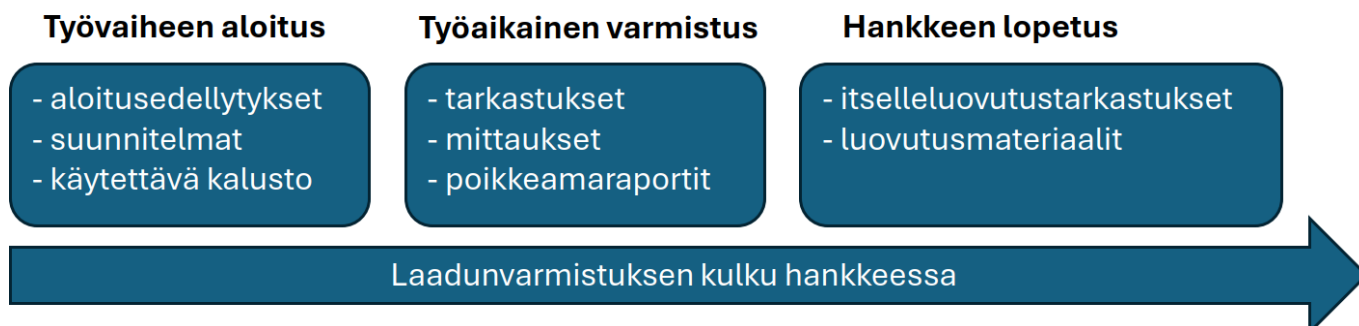 Työvaiheen aloitus
- aloitusedellytykset
- suunnitelmat
- käytettävä kalusto
Työaikainen varmistus
- tarkastukset
- mittaukset
- poikkeamaraportit
Hankkeen lopetus
- itselleluovutustarkastukset
- luovutusmateriaalit
Laadunvarmistuksen kulku hankkeessa